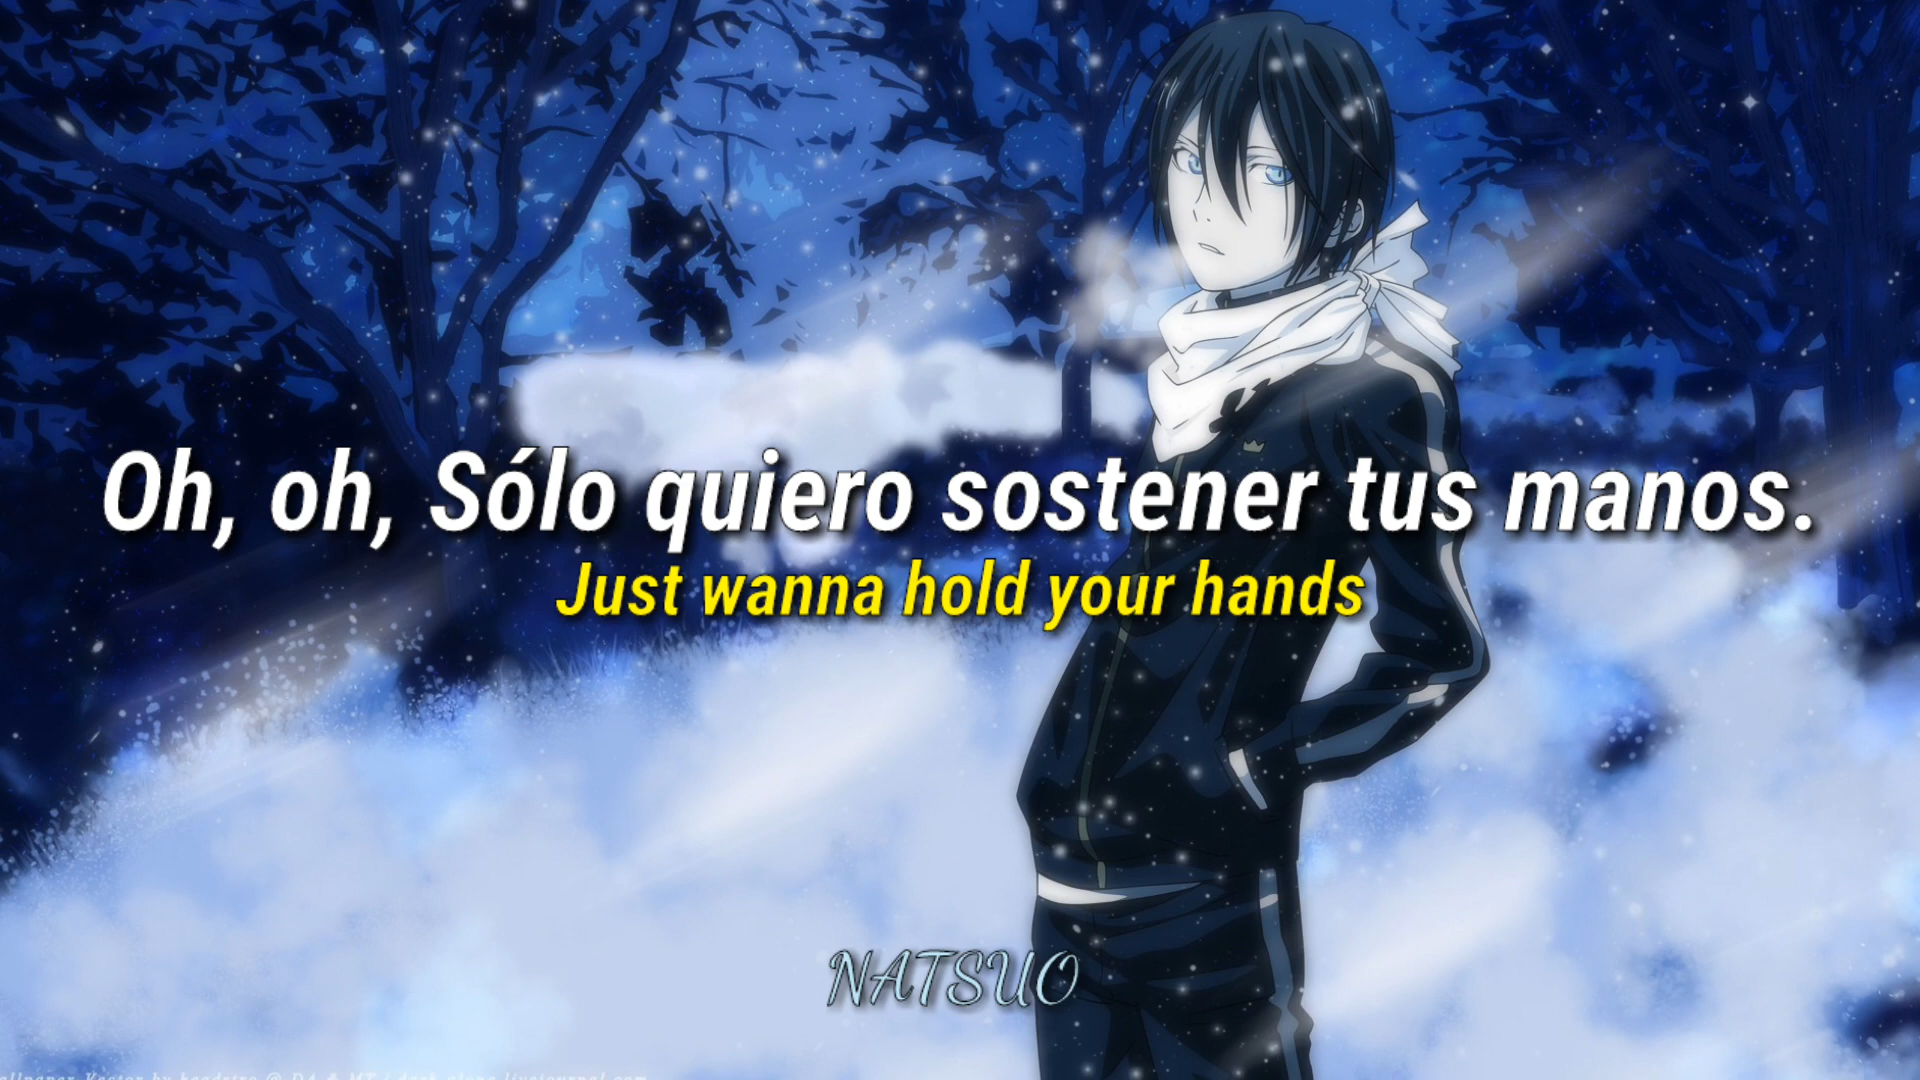 Oh, oh, Sólo quiero sostener tus manos.
Just wanna hold your hands
NATSUO